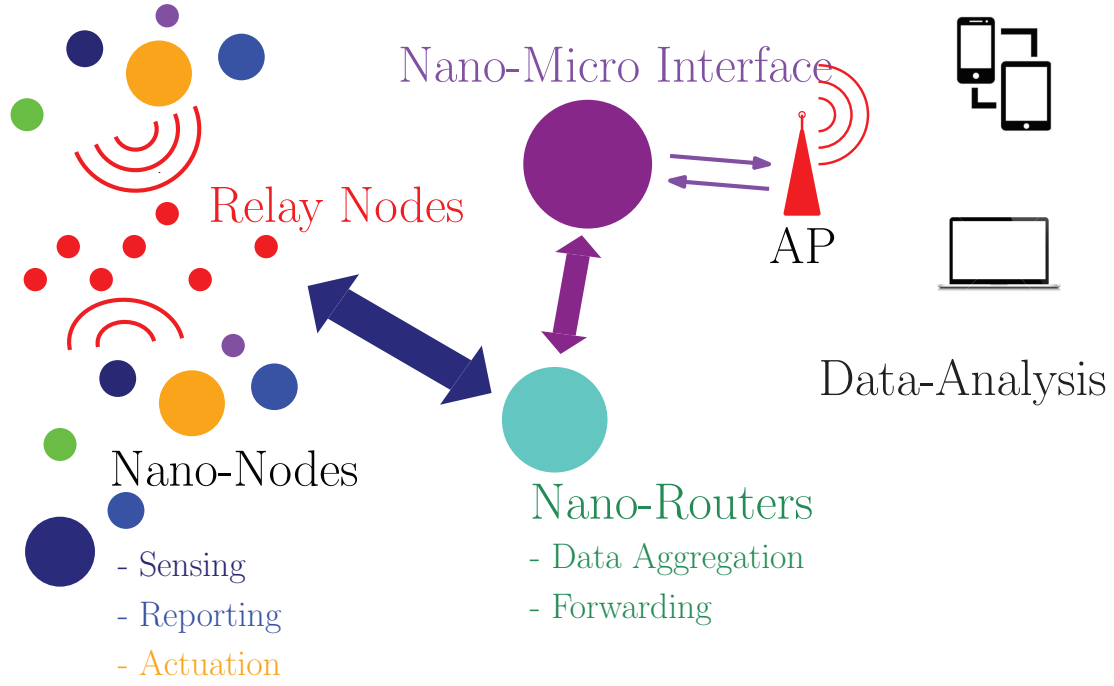 Nano-Micro Interface
Relay Nodes
AP
Data-Analysis
Nano-Nodes
- Sensing
- Reporting
- Actuation
Nano-Routers
- Data Aggregation
- Forwarding